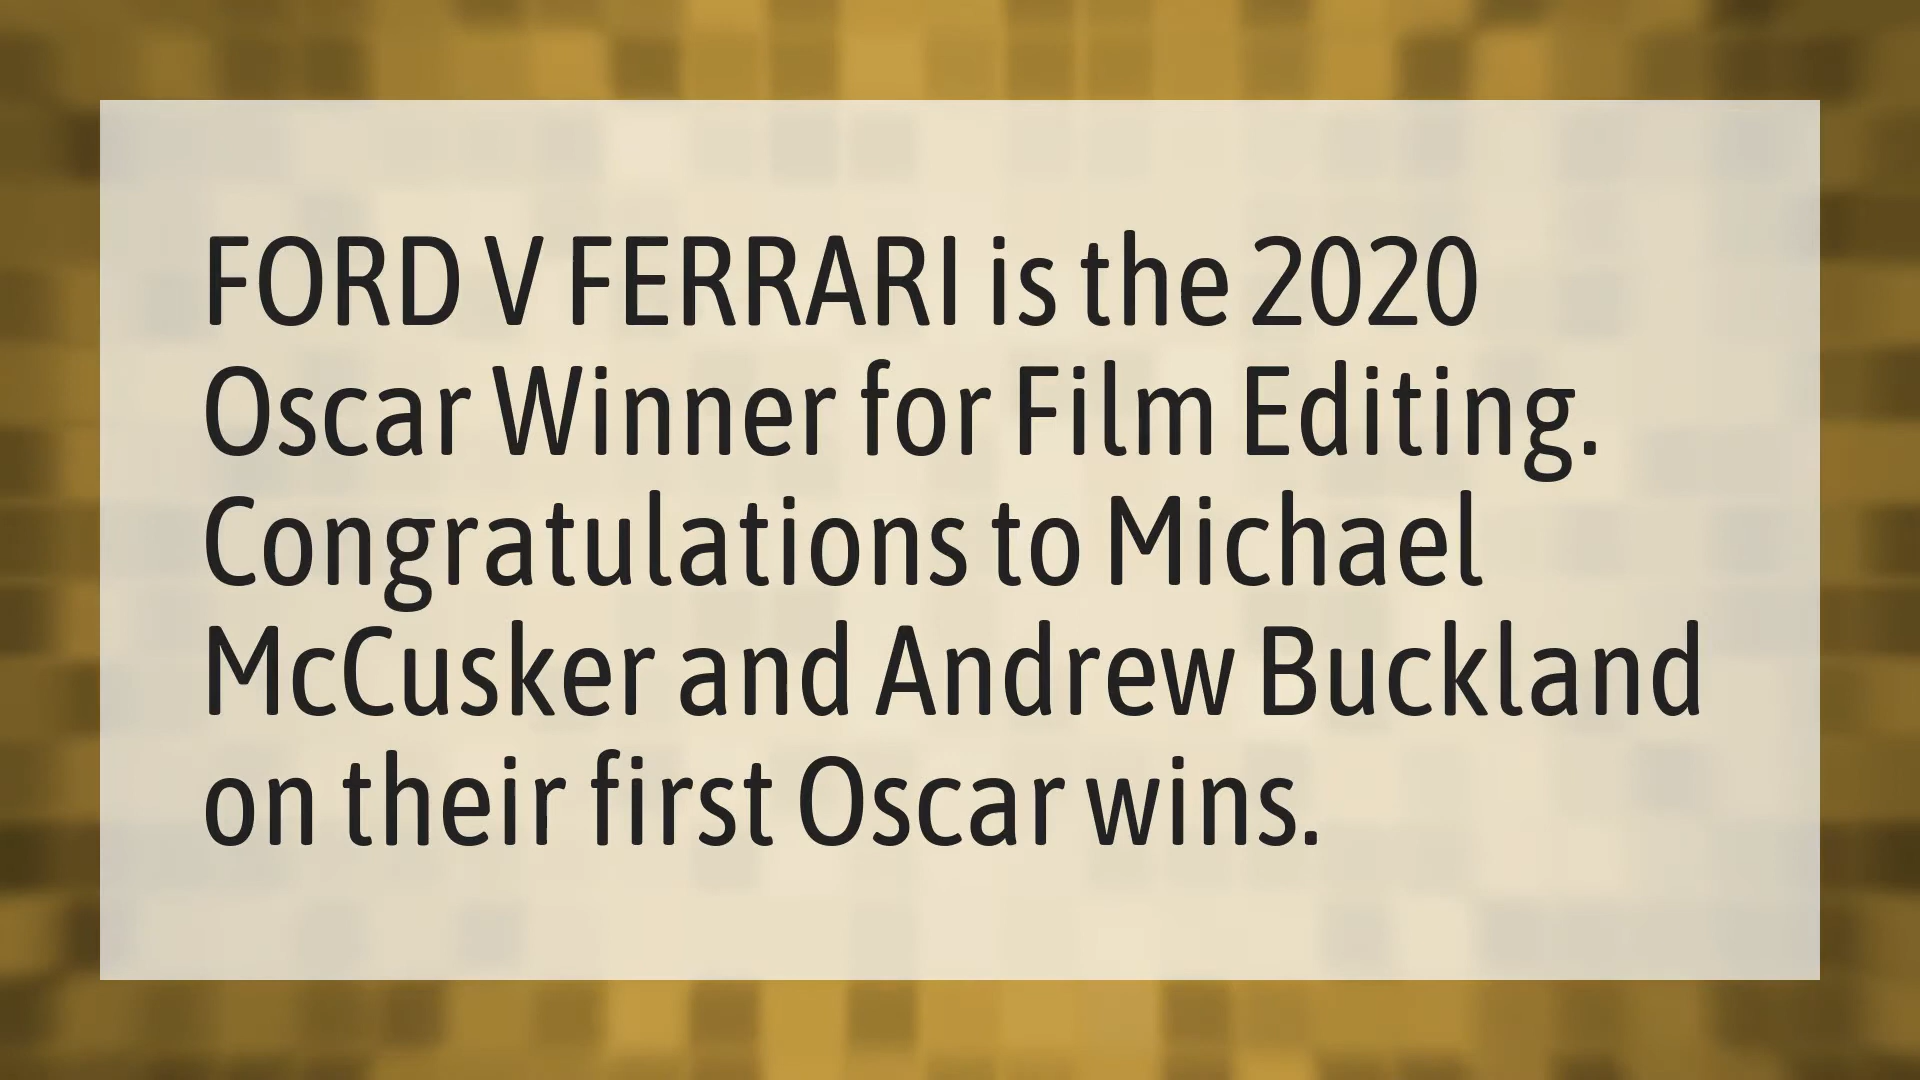 FORD V FERRARI is the 2020
Oscar Winner for Film Editing.
Congratulations to Michael
McCusker and Andrew Buckland
on their first Oscar wins.